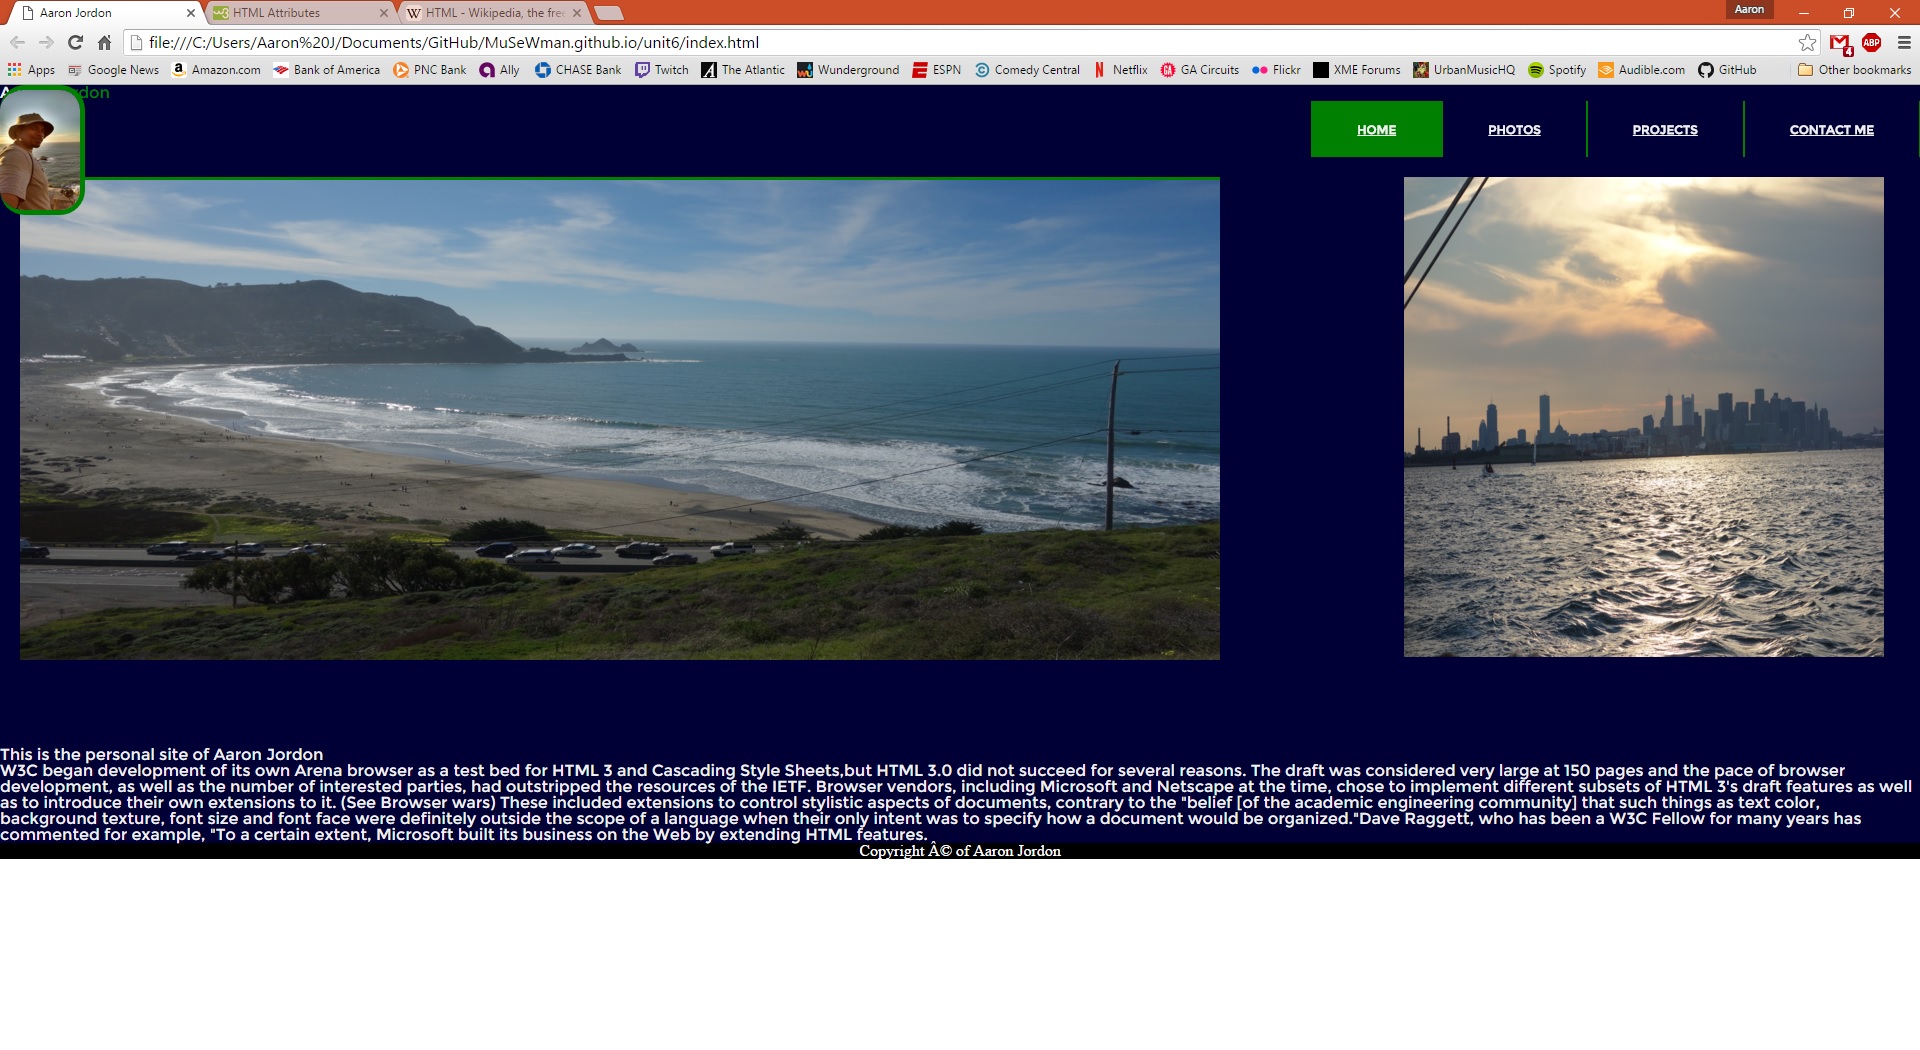 Aaron Jordon
HTML Attributes
HTML - Wikipedia, the free
Aaron
file:///C:/Users/Aaron%20J/Documents/GitHub/MuSeWman.github.io/unit6/index.html
4
ABP
Apps Google News Amazon.com Bank of America PNC Bank Ally CHASE Bank Twitch The Atlantic Wunderground ESPN Comedy Central Netflix GA Circuits Flickr XME Forums UrbanMusicHQ Spotify Audible.com GitHub Other bookmarks
HOME PHOTOS PROJECTS CONTACT ME
This is the personal site of Aaron Jordon
W3C began development of its own Arena browser as a test bed for HTML 3 and Cascading Style Sheets,but HTML 3.0 did not succeed for several reasons. The draft was considered very large at 150 pages and the pace of browser
development, as well as the number of interested parties, had outstripped the resources of the IETF. Browser vendors, including Microsoft and Netscape at the time, chose to implement different subsets of HTML 3's draft features as well
as to introduce their own extensions to it. (See Browser wars) These included extensions to control stylistic aspects of documents, contrary to the "belief [of the academic engineering community] that such things as text color,
background texture, font size and font face were definitely outside the scope of a language when their only intent was to specify how a document would be organized."Dave Raggett, who has been a W3C Fellow for many years has
commented for example, "To a certain extent, Microsoft built its business on the Web by extending HTML features.
Copyright Â© of Aaron Jordon